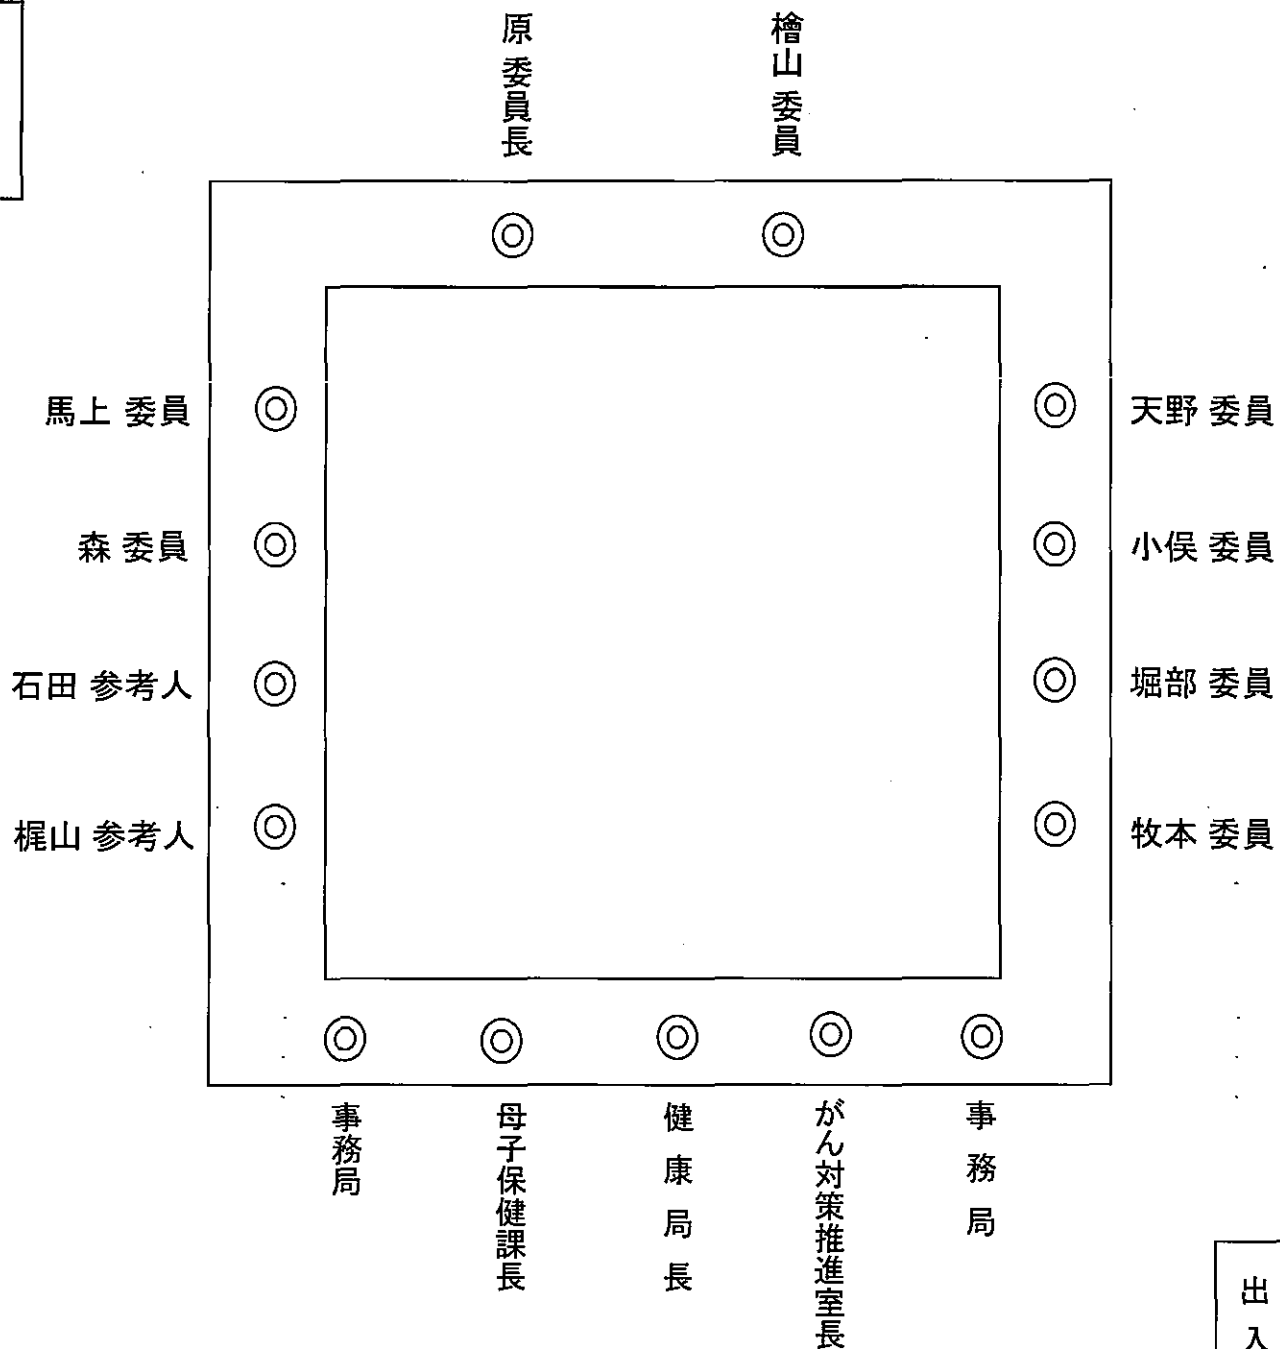 原 委員長
檜山 委員
馬上 委員
天野 委員
森 委員
小俣 委員
石田 参考人
堀部 委員
梶山 参考人
牧本 委員
事務局
母子保健課長
健康局長
がん対策推進室長
事務局
出入